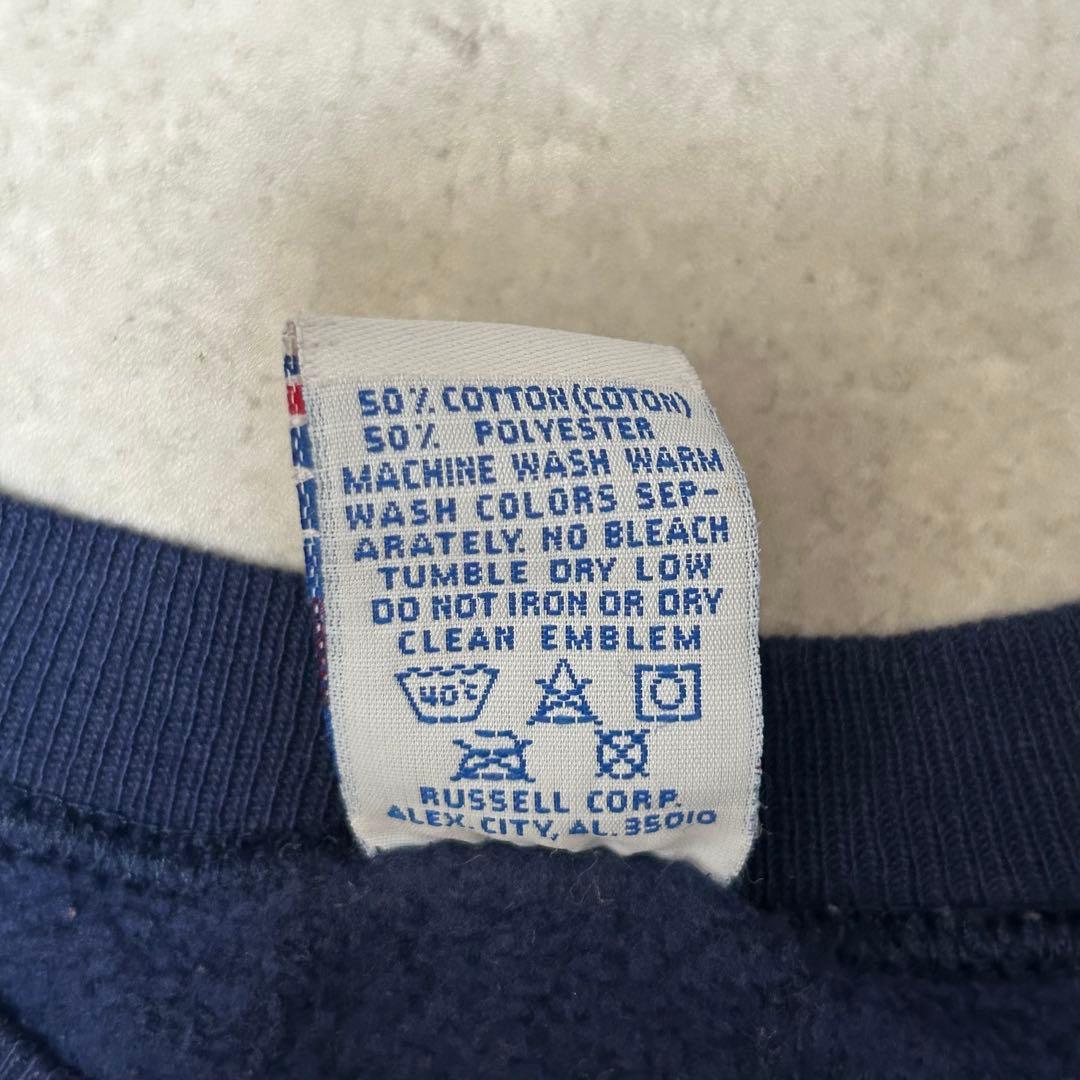 50% COTTON(COTON)
50% POLYESTER
MACHINE WASH WARM
WASH COLORS SEP-
ARATELY. NO BLEACH
TUMBLE DRY LOW
DO NOT IRON OR DRY
CLEAN EMBLEM
40°C
RUSSELL CORP.
ALEX. CITY, AL. 35010